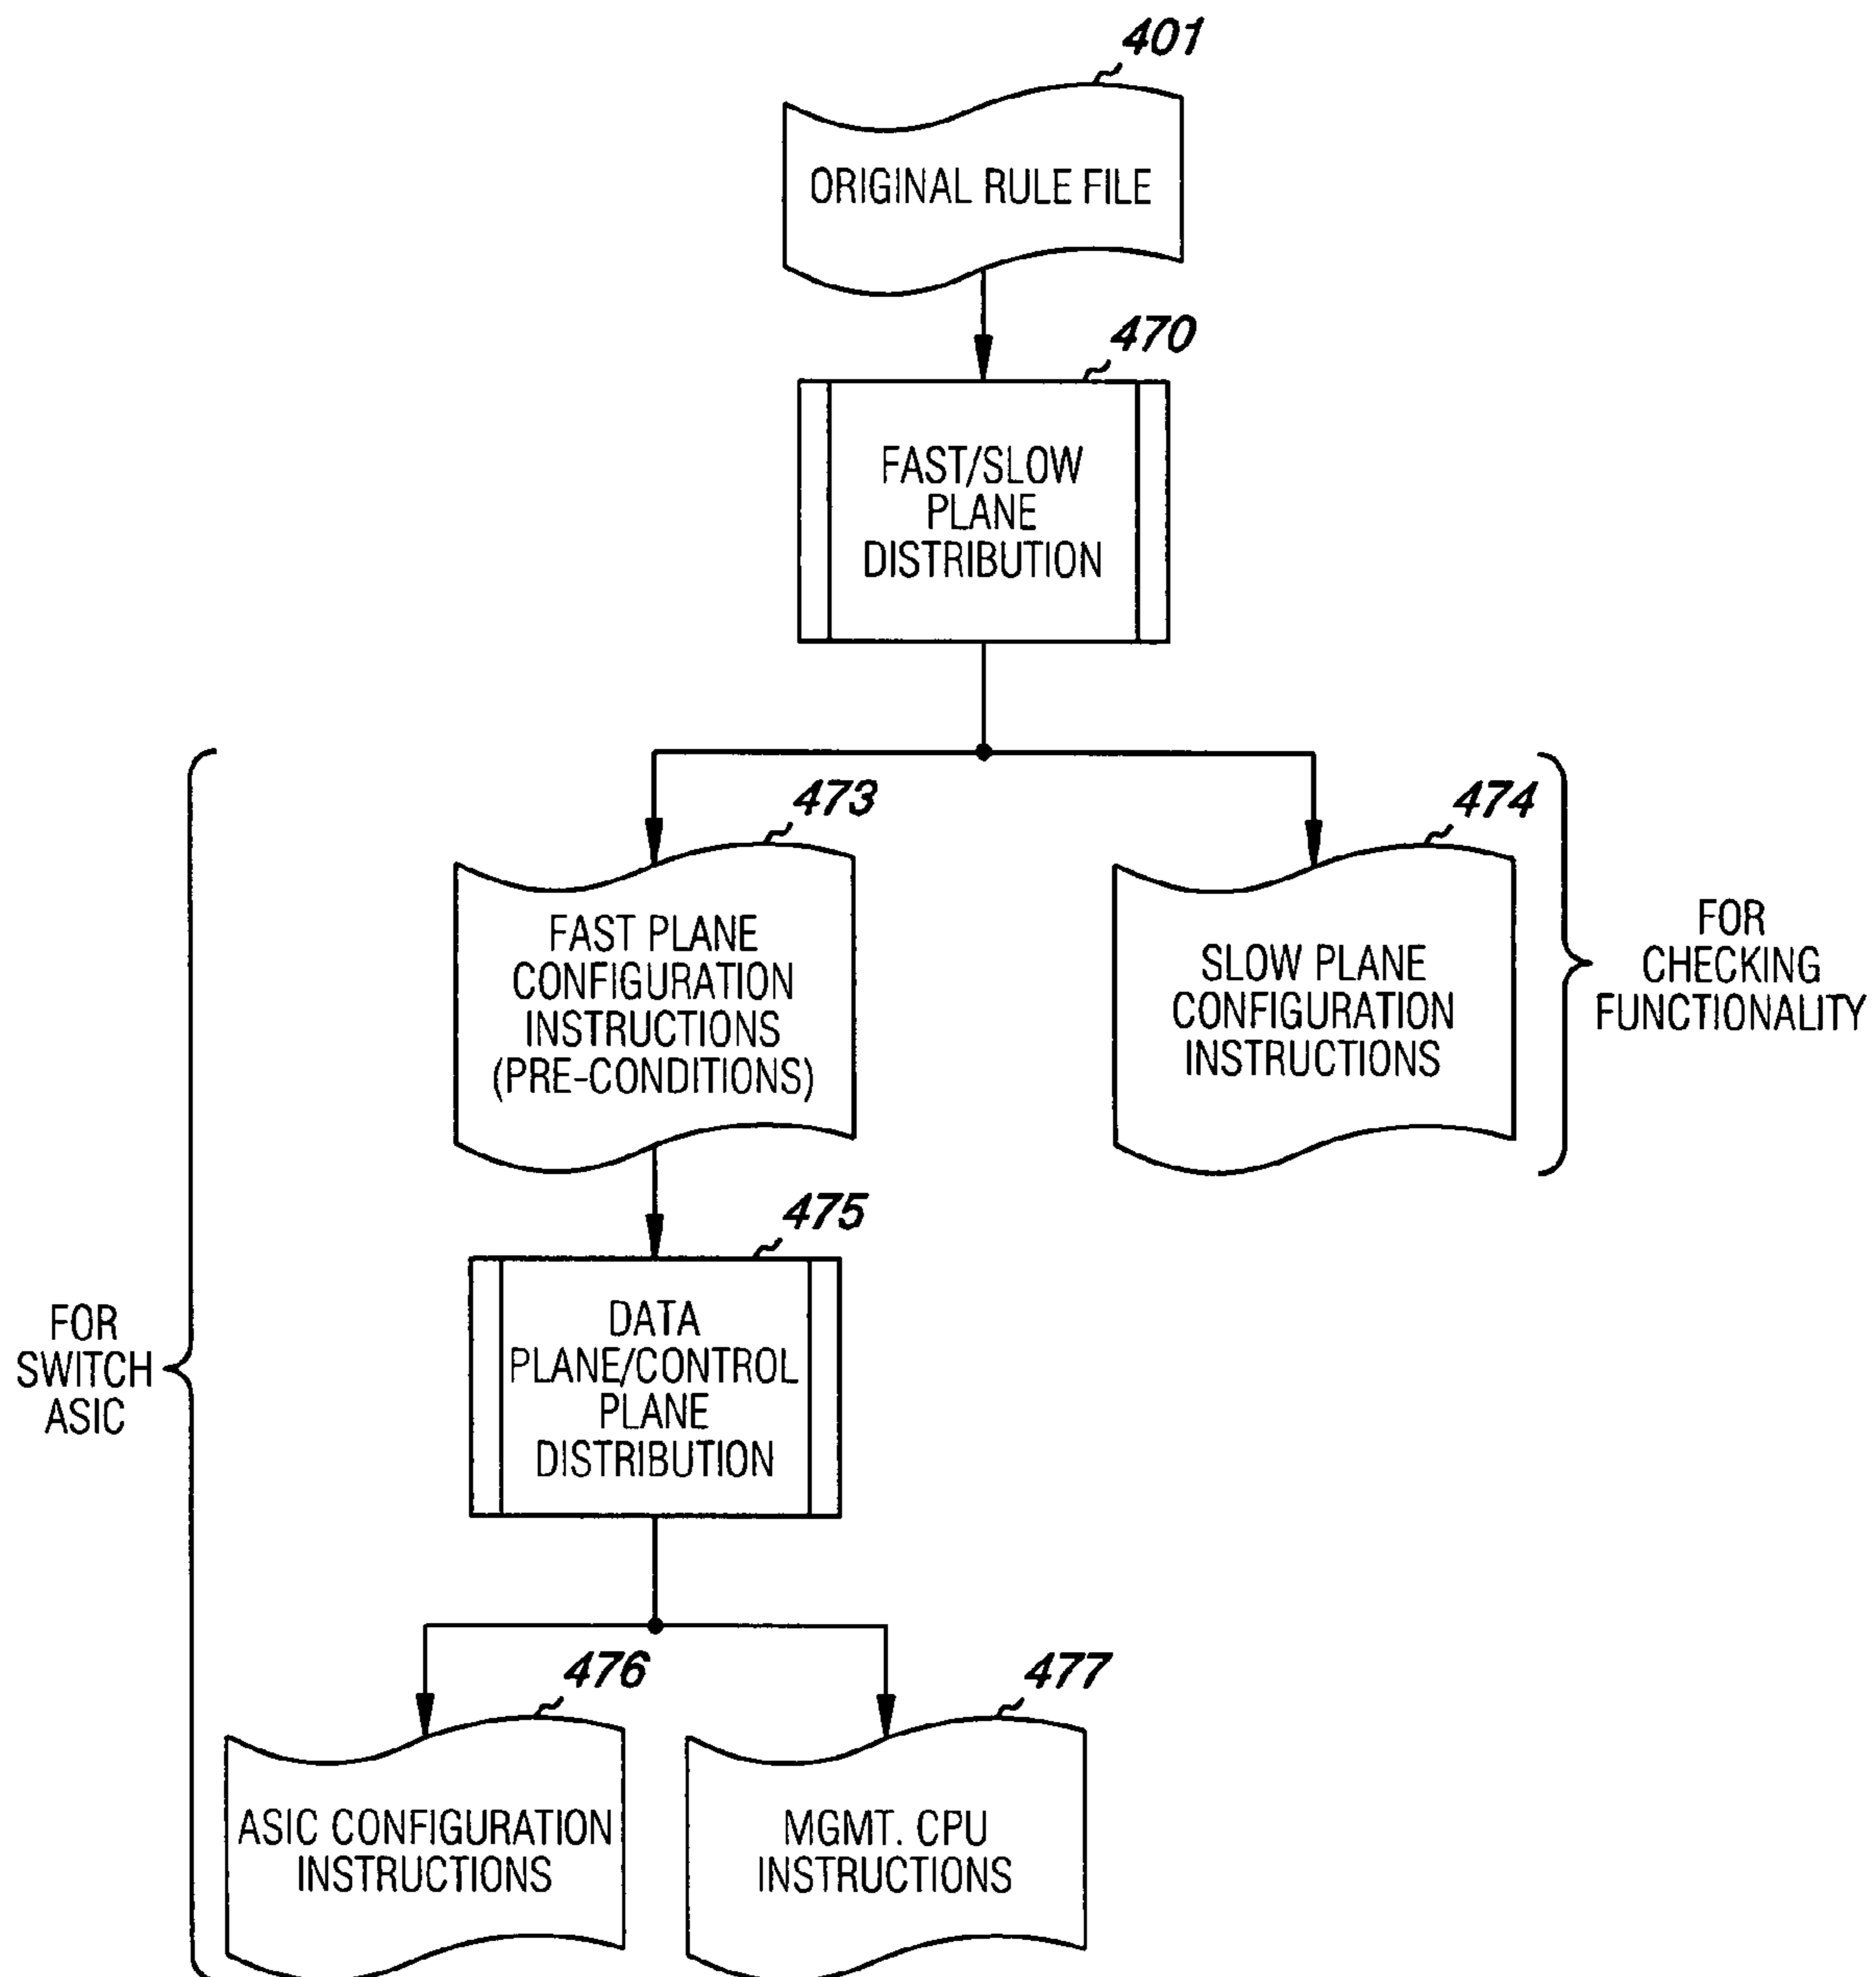 401
ORIGINAL RULE FILE
470
FAST/SLOW
PLANE
DISTRIBUTION
473
FAST PLANE
CONFIGURATION
INSTRUCTIONS
(PRE-CONDITIONS)
474
SLOW PLANE
CONFIGURATION
INSTRUCTIONS
FOR
CHECKING
FUNCTIONALITY
475
DATA
PLANE/CONTROL
PLANE
DISTRIBUTION
FOR
SWITCH
ASIC
476
ASIC CONFIGURATION
INSTRUCTIONS
477
MGMT. CPU
INSTRUCTIONS